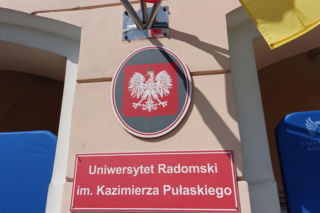 Uniwersytet Radomski
im. Kazimierza Pułaskiego